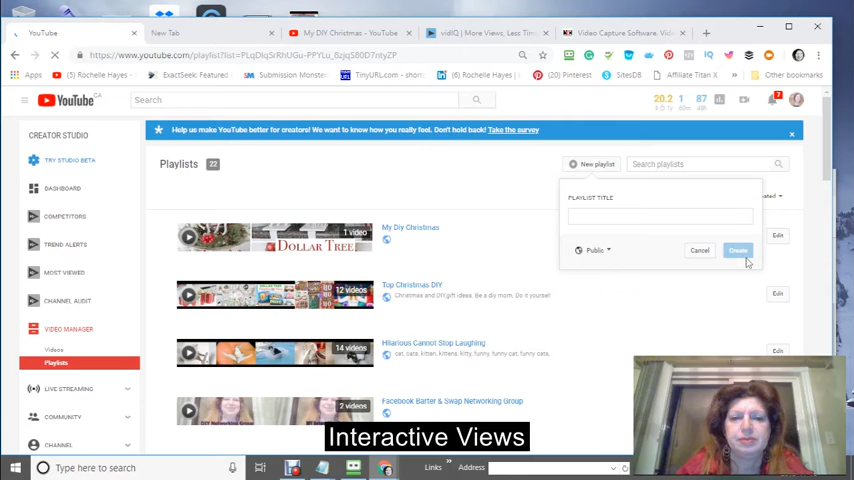 YouTube
New Tab
My DIY Christmas - YouTube
vidIQ | More Views, Less Tim
Video Capture Software. Vid
https://www.youtube.com/playlist?list=PLqDlqSrRhUGu-PPYLu_8zjqS80D7ntyZP
Apps
(5) Rochelle Hayes
ExactSeek: Featured
Submission Monster
TinyURL.com - short
(1) Rochelle Hayes
(20) Pinterest
SitesDB
Affiliate Titan X
Other bookmarks
YouTube CA
Search
20.2 1 87
7
CREATOR STUDIO
Help us make YouTube better for creators! We want to know how you really feel. Don't hold back! Take the survey
TRY STUDIO BETA
Playlists 22
New playlist
Search playlists
DASHBOARD
PLAYLIST TITLE
COMPETITORS
1 video
DOLLAR TREE
My Diy Christmas
Edit
TREND ALERTS
Public
Cancel
Create
MOST VIEWED
12 videos
Top Christmas DIY
Christmas and DIY gift ideas. Be a diy mom. Do it yourself
Edit
CHANNEL AUDIT
VIDEO MANAGER
14 videos
Hilarious Cannot Stop Laughing
cat, cats, kitten, kittens, kitty, funny, funny cat, funny cats.
Edit
Videos
Playlists
LIVE STREAMING
2 videos
Facebook Barter & Swap Networking Group
COMMUNITY
Interactive Views
CHANNEL
Type here to search
Links
Address